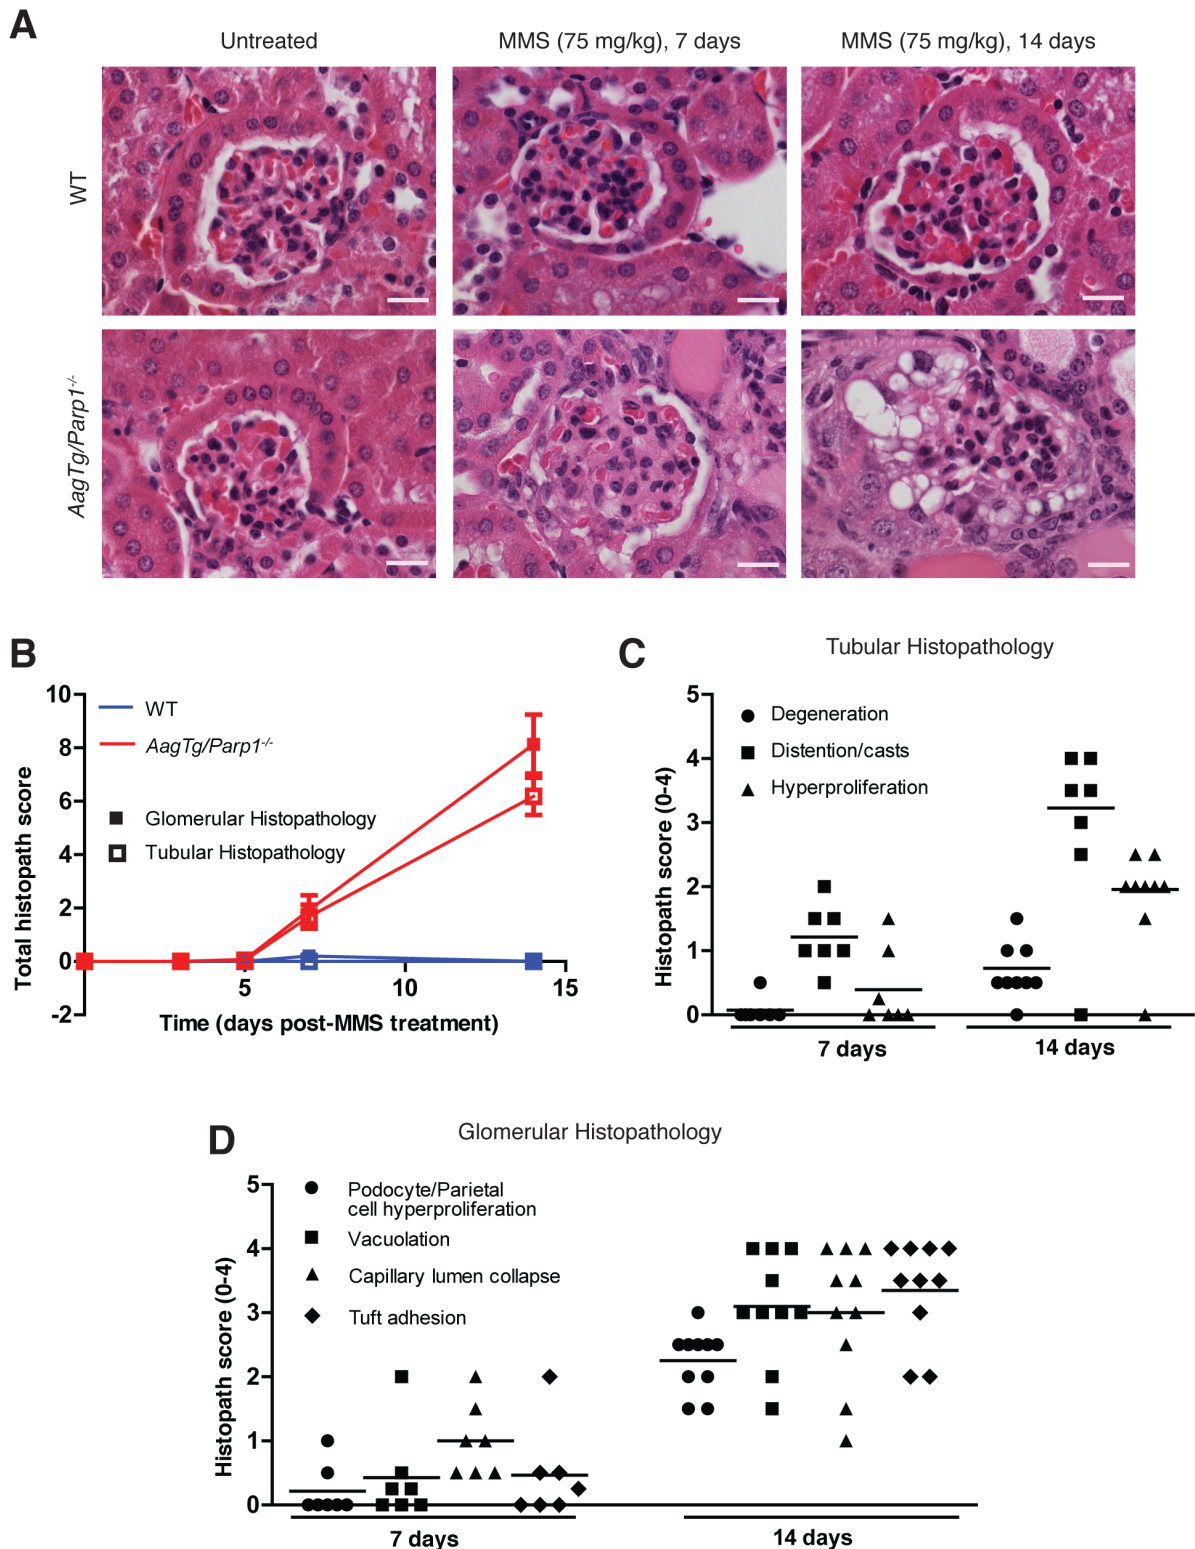 A
Untreated
MMS (75 mg/kg), 7 days
MMS (75 mg/kg), 14 days
WT
AagTg/Parp1-/-
B
10
8
6
4
2
0
-2
Total histopath score
WT
AagTg/Parp1-/-
Glomerular Histopathology
Tubular Histopathology
5
10
15
Time (days post-MMS treatment)
C
Tubular Histopathology
5
4
3
2
1
0
Histopath score (0-4)
Degeneration
Distention/casts
Hyperproliferation
7 days
14 days
D
Glomerular Histopathology
5
4
3
2
1
0
Histopath score (0-4)
Podocyte/Parietal
cell hyperproliferation
Vacuolation
Capillary lumen collapse
Tuft adhesion
7 days
14 days